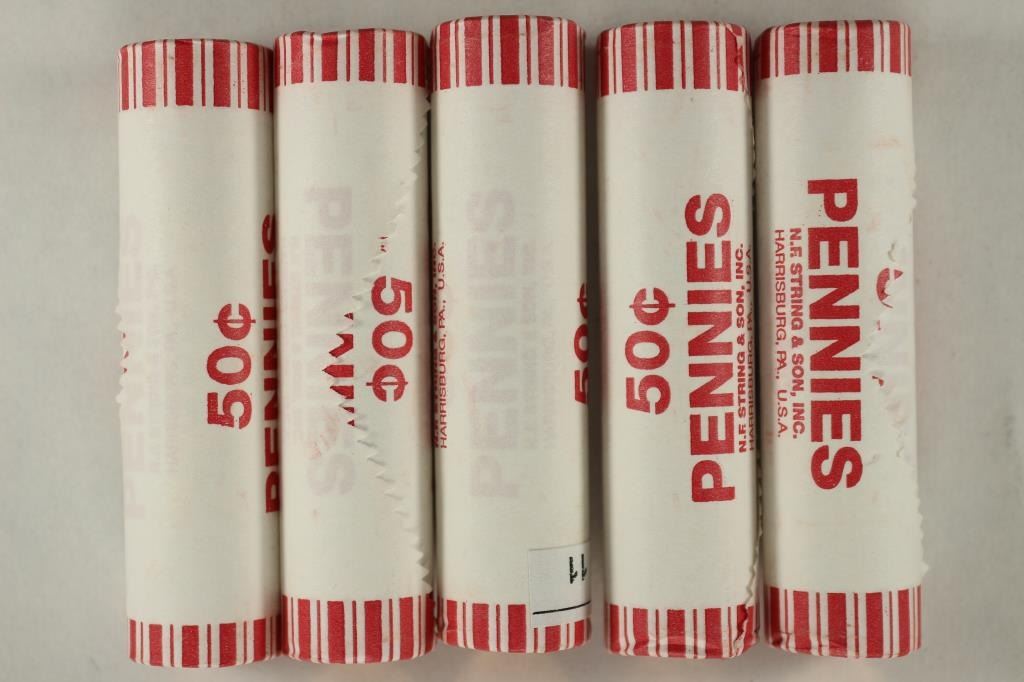 50¢
PENNIES
50¢
PENNIES
HARRISBURG, PA., U.S.A.
PENNIES
50¢
50¢
PENNIES
N.F. STRING & SON, INC.
HARRISBURG, PA., U.S.A.
PENNIES
N.F. STRING & SON, INC.
HARRISBURG, PA., U.S.A.